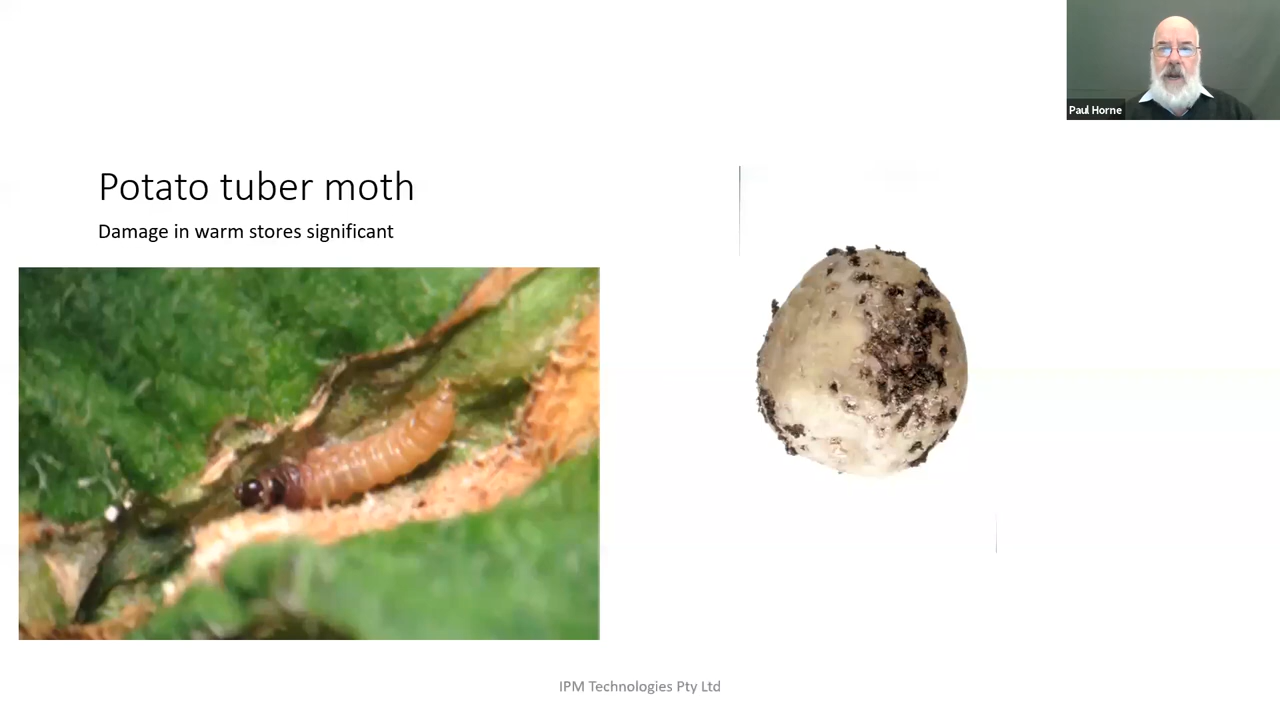 Paul Horne
Potato tuber moth
Damage in warm stores significant
IPM Technologies Pty Ltd